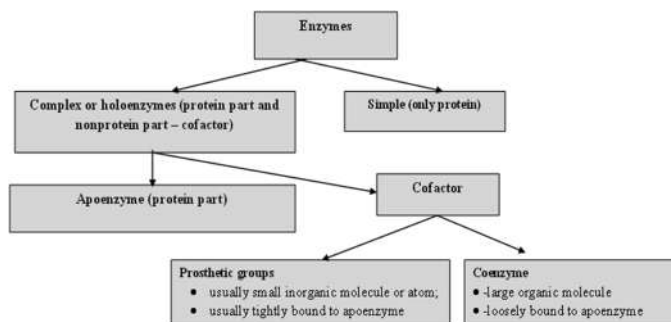 Enzymes
Complex or holoenzymes (protein part and
nonprotein part – cofactor)
Simple (only protein)
Apoenzyme (protein part)
Cofactor
Prosthetic groups
• usually small inorganic molecule or atom;
• usually tightly bound to apoenzyme
Coenzyme
• -large organic molecule
• -loosely bound to apoenzyme